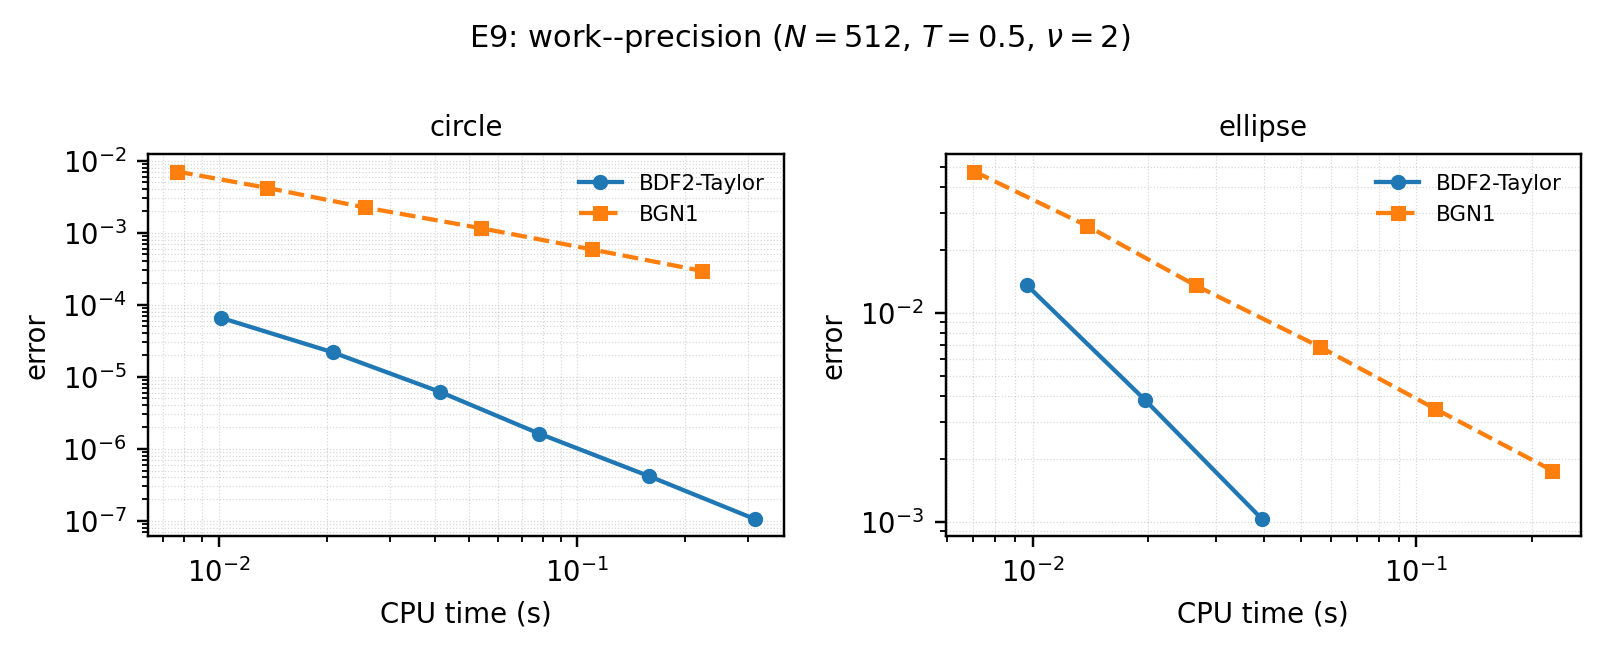 E9: work--precision (N = 512, T = 0.5, ν = 2)
circle
10⁻²
10⁻³
10⁻⁴
10⁻⁵
10⁻⁶
10⁻⁷
error
BDF2-Taylor
BGN1
10⁻² 10⁻¹
CPU time (s)
ellipse
10⁻²
10⁻³
error
BDF2-Taylor
BGN1
10⁻² 10⁻¹
CPU time (s)